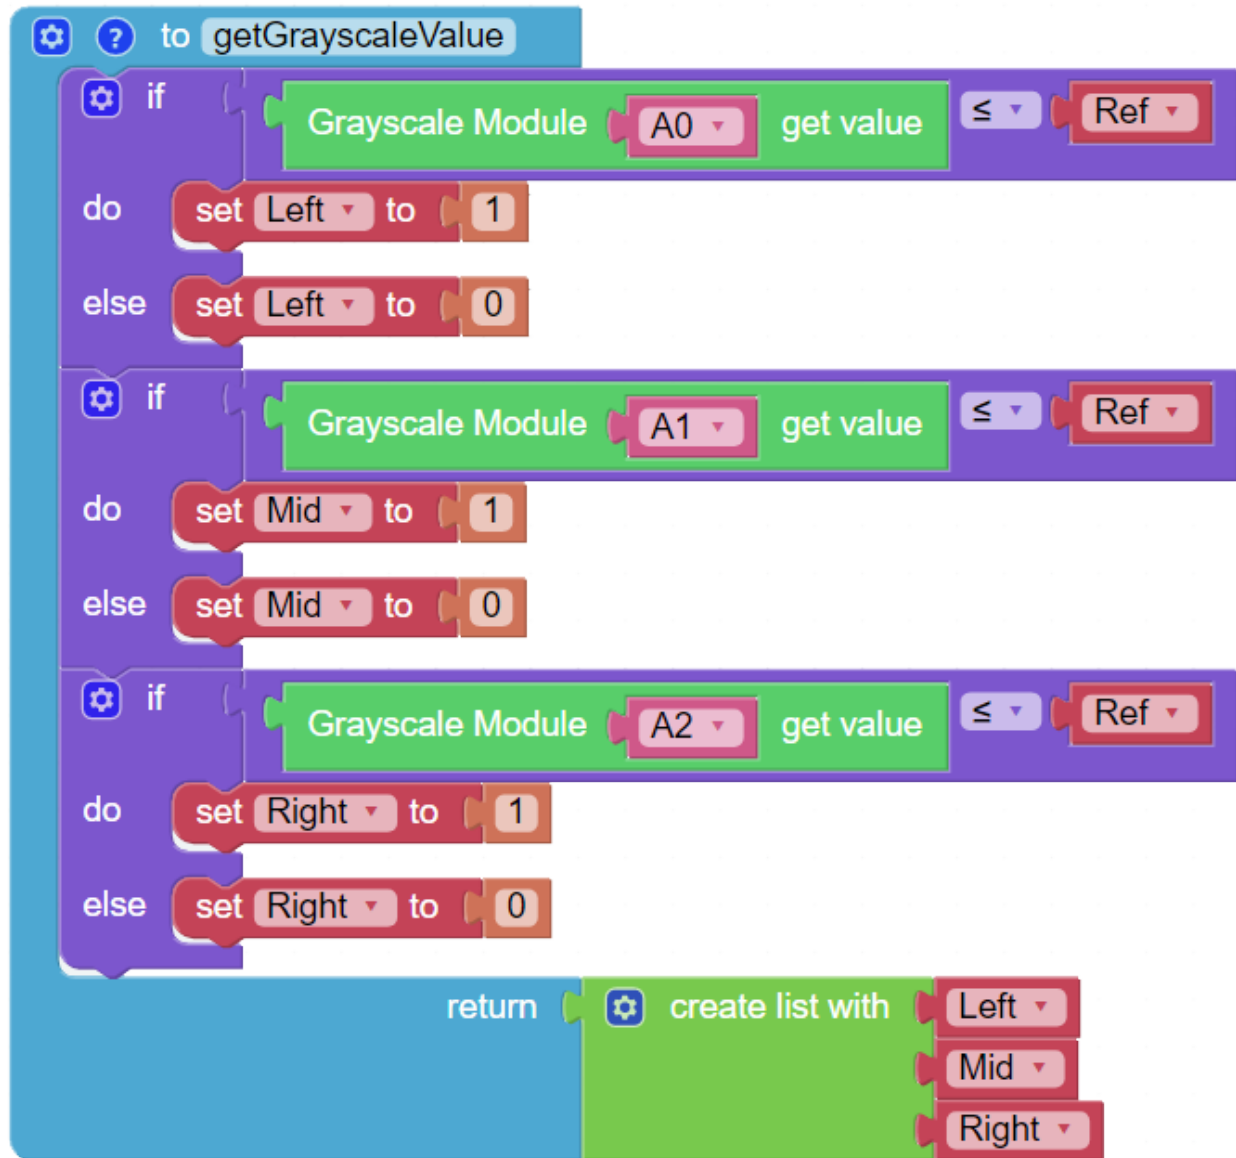 ? to getGrayscaleValue
if Grayscale Module A0 get value ≤ Ref
do set Left to 1
else set Left to 0
if Grayscale Module A1 get value ≤ Ref
do set Mid to 1
else set Mid to 0
if Grayscale Module A2 get value ≤ Ref
do set Right to 1
else set Right to 0
return create list with Left
Mid
Right